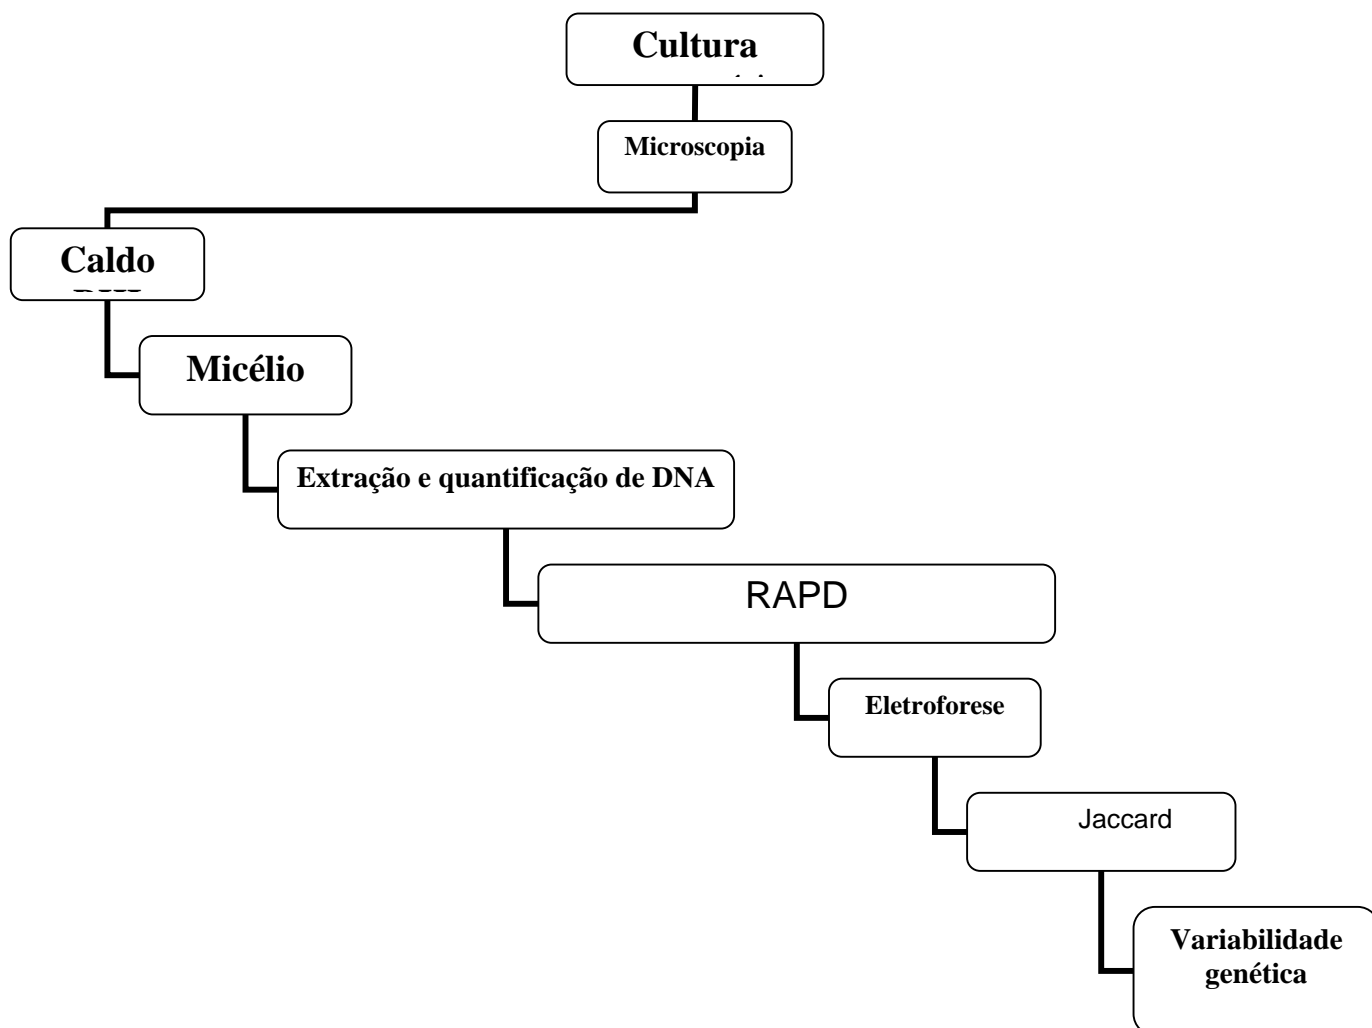 Cultura
Microscopia
Caldo
Micélio
Extração e quantificação de DNA
RAPD
Eletroforese
Jaccard
Variabilidade
genética